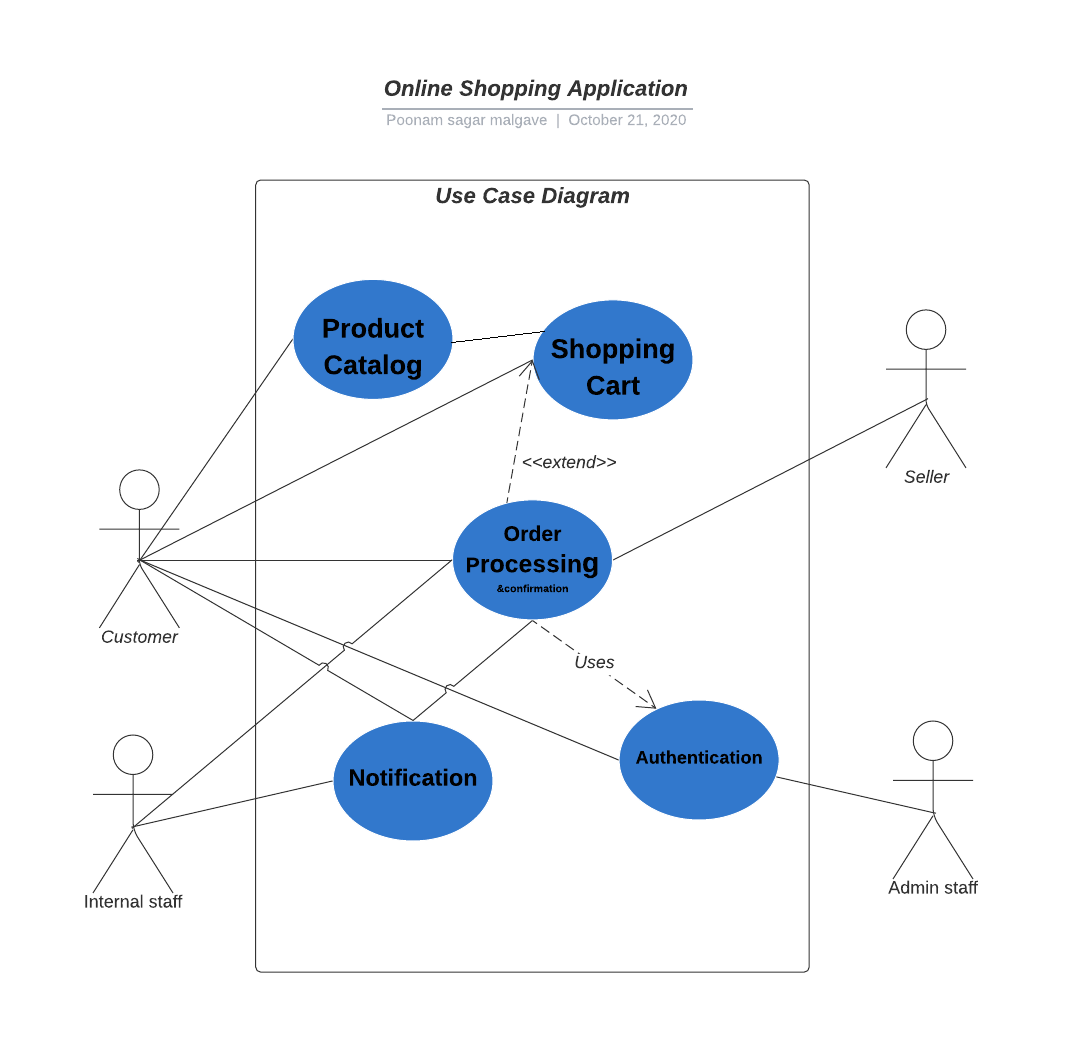 Online Shopping Application
Poonam sagar malgave | October 21, 2020
Use Case Diagram
Product
Catalog
Shopping
Cart
<<extend>>
Seller
Order
Processing
&confirmation
Customer
Uses
Notification
Authentication
Internal staff
Admin staff